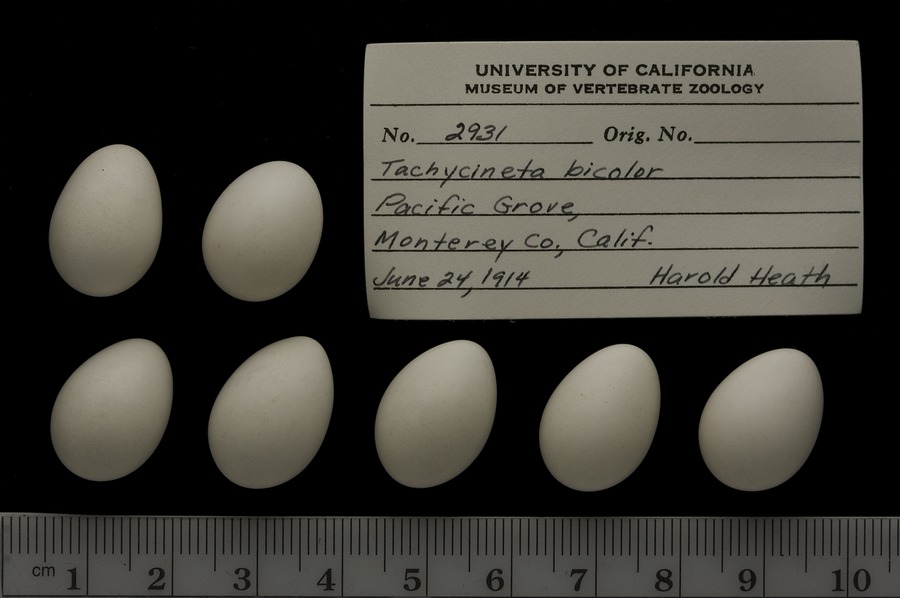 UNIVERSITY OF CALIFORNIA
MUSEUM OF VERTEBRATE ZOOLOGY
No. 2931 Orig. No.
Tachycineta bicolor
Pacific Grove,
Monterey Co., Calif.
June 24, 1914 Harold Heath
cm 1 2 3 4 5 6 7 8 9 10